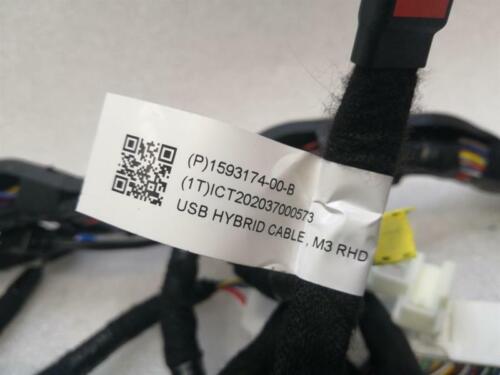 (P)1593174-00-B
(1T)ICT202037000573
USB HYBRID CABLE, M3 RHD